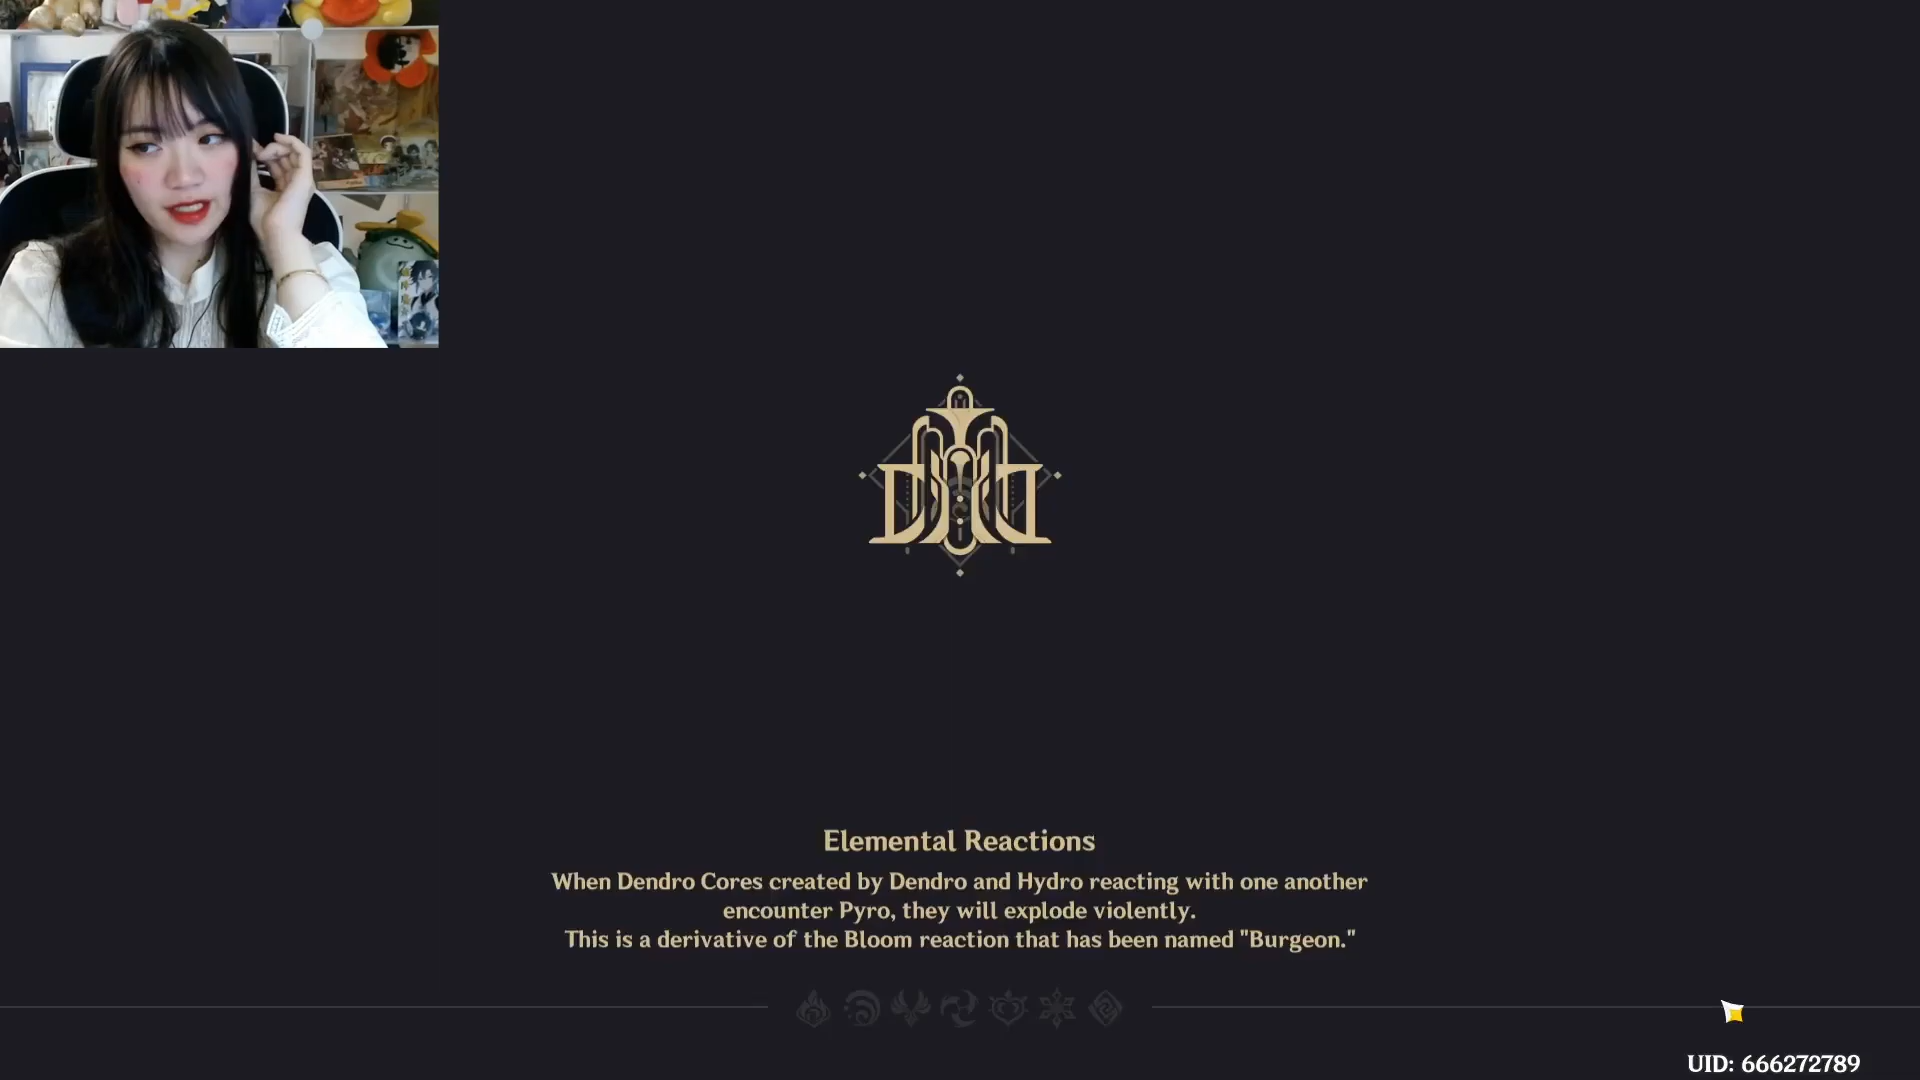 Elemental Reactions
When Dendro Cores created by Dendro and Hydro reacting with one another
encounter Pyro, they will explode violently.
This is a derivative of the Bloom reaction that has been named "Burgeon."
UID: 666272789